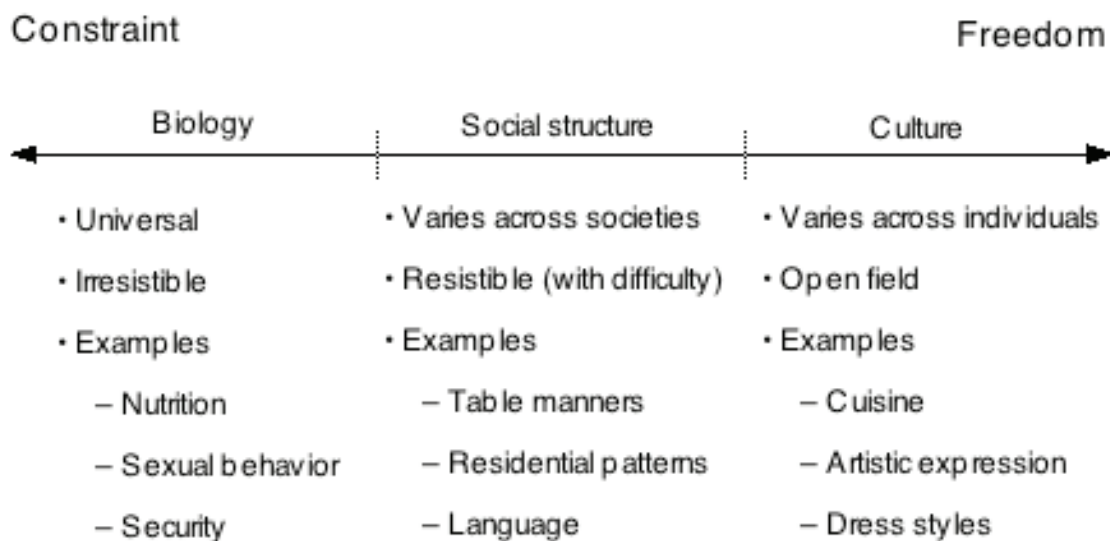 Constraint
Freedom
Biology
Social structure
Culture
• Universal
• Irresistible
• Examples
– Nutrition
– Sexual behavior
– Security
• Varies across societies
• Resistible (with difficulty)
• Examples
– Table manners
– Residential patterns
– Language
• Varies across individuals
• Open field
• Examples
– Cuisine
– Artistic expression
– Dress styles